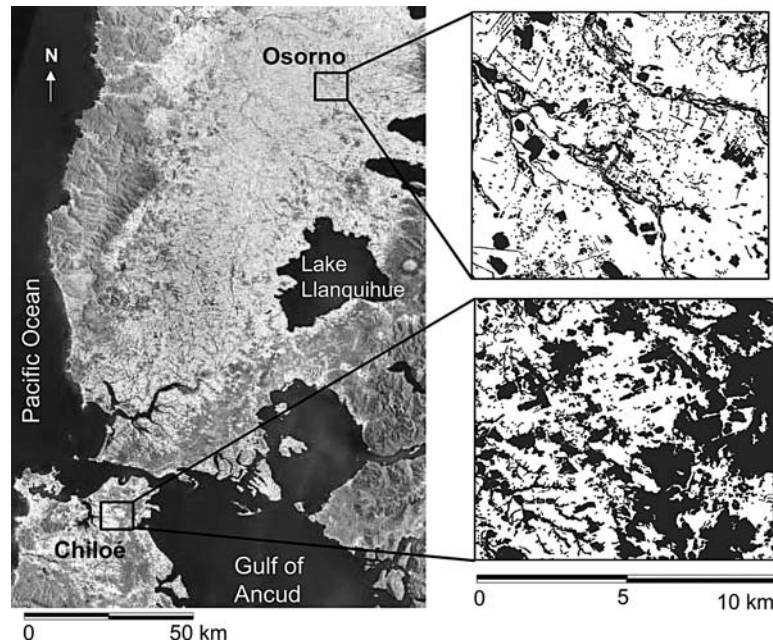 Osorno
N
Lake
Llanquihue
Pacific Ocean
Chiloé
Gulf of
Ancud
0 50 km
0 5 10 km